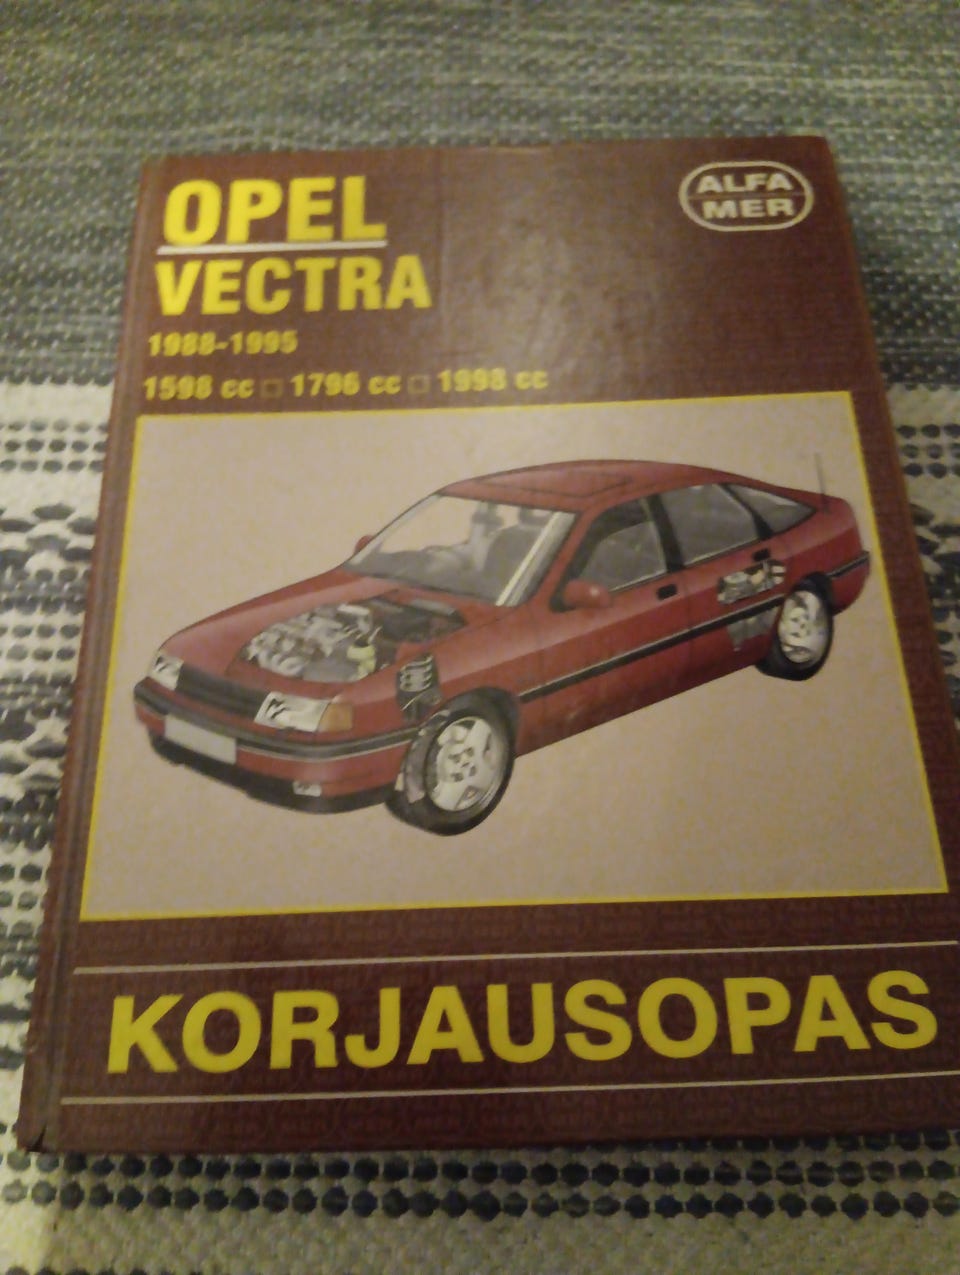 OPEL
VECTRA
1988-1995
1598 cc □ 1796 cc □ 1998 cc
ALFA
MER
KORJAUSOPAS